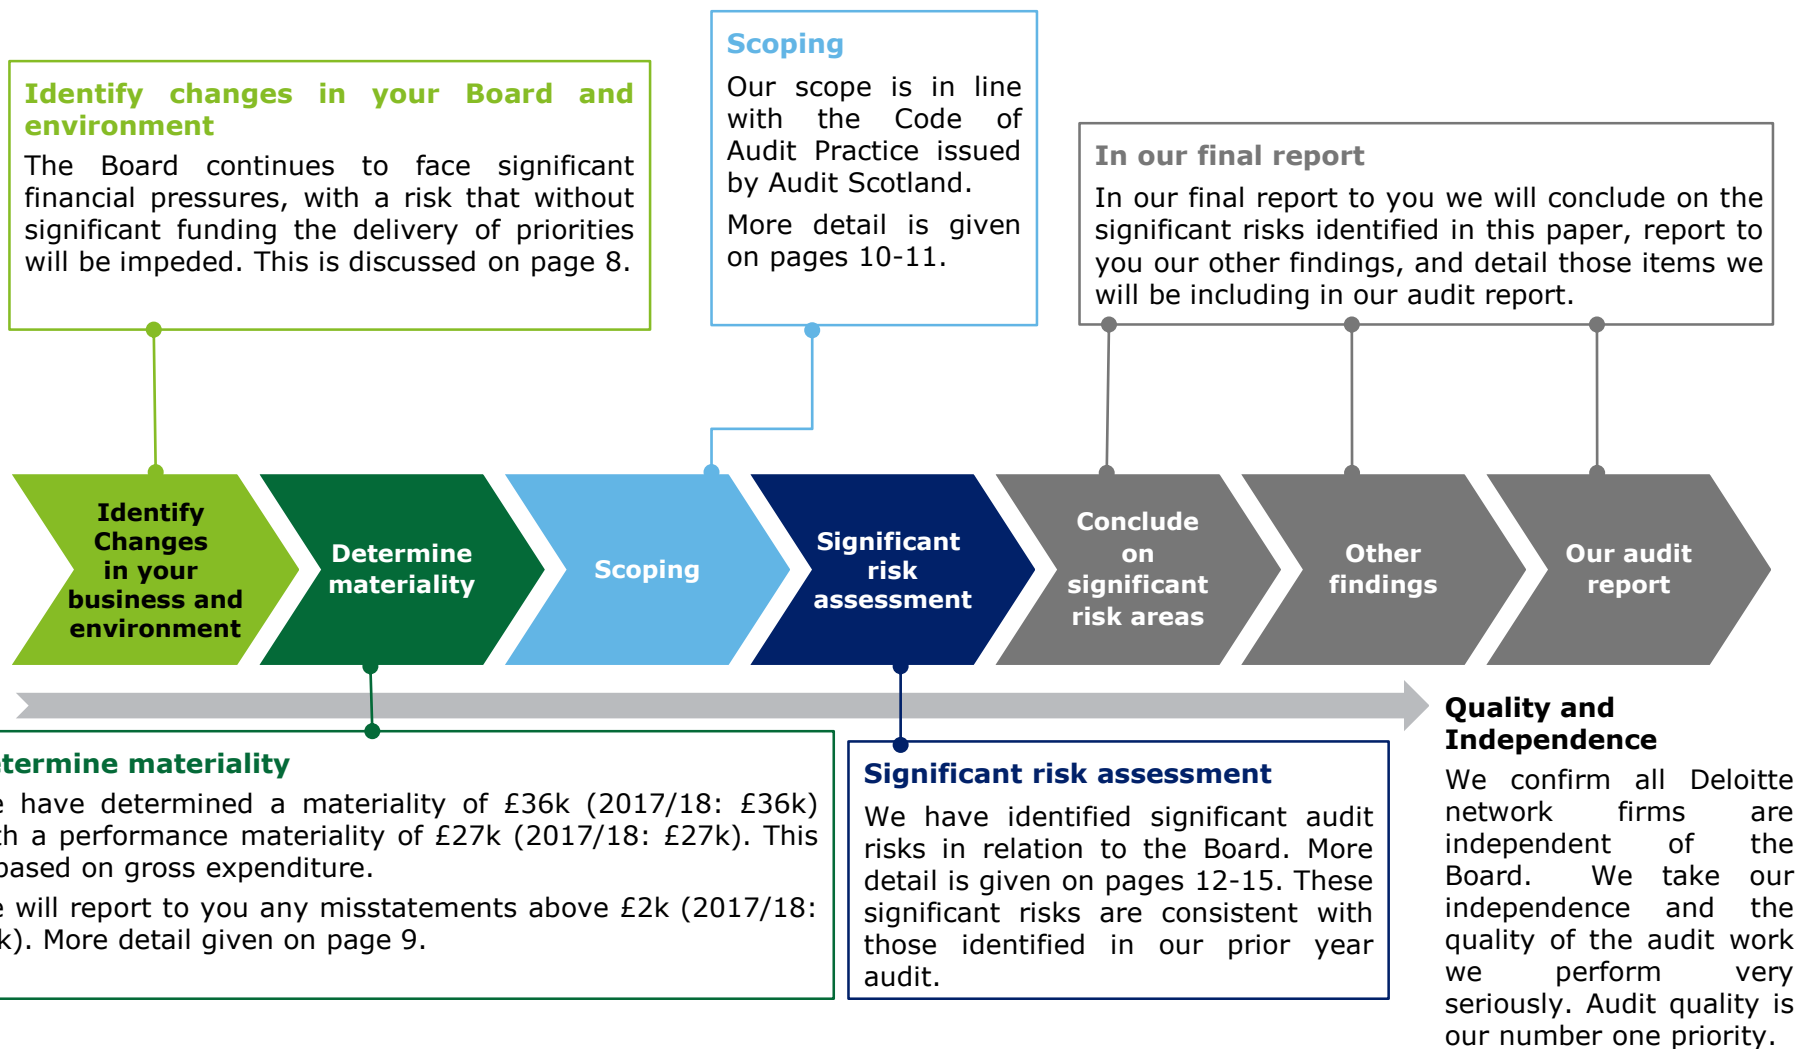 Scoping
Our scope is in line
with the Code of
Audit Practice issued
by Audit Scotland.
More detail is given
on pages 10-11.
Identify changes in your Board and
environment
The Board continues to face significant
financial pressures, with a risk that without
significant funding the delivery of priorities
will be impeded. This is discussed on page 8.
In our final report
In our final report to you we will conclude on the
significant risks identified in this paper, report to
you our other findings, and detail those items we
will be including in our audit report.
Identify
Changes
in your
business and
environment
Determine
materiality
Scoping
Significant
risk
assessment
Conclude
on
significant
risk areas
Other
findings
Our audit
report
termine materiality
e have determined a materiality of £36k (2017/18: £36k)
th a performance materiality of £27k (2017/18: £27k). This
based on gross expenditure.
e will report to you any misstatements above £2k (2017/18:
k). More detail given on page 9.
Significant risk assessment
We have identified significant audit
risks in relation to the Board. More
detail is given on pages 12-15. These
significant risks are consistent with
those identified in our prior year
audit.
Quality and
Independence
We confirm all Deloitte
network firms are
independent of the
Board. We take our
independence and the
quality of the audit work
we perform very
seriously. Audit quality is
our number one priority.